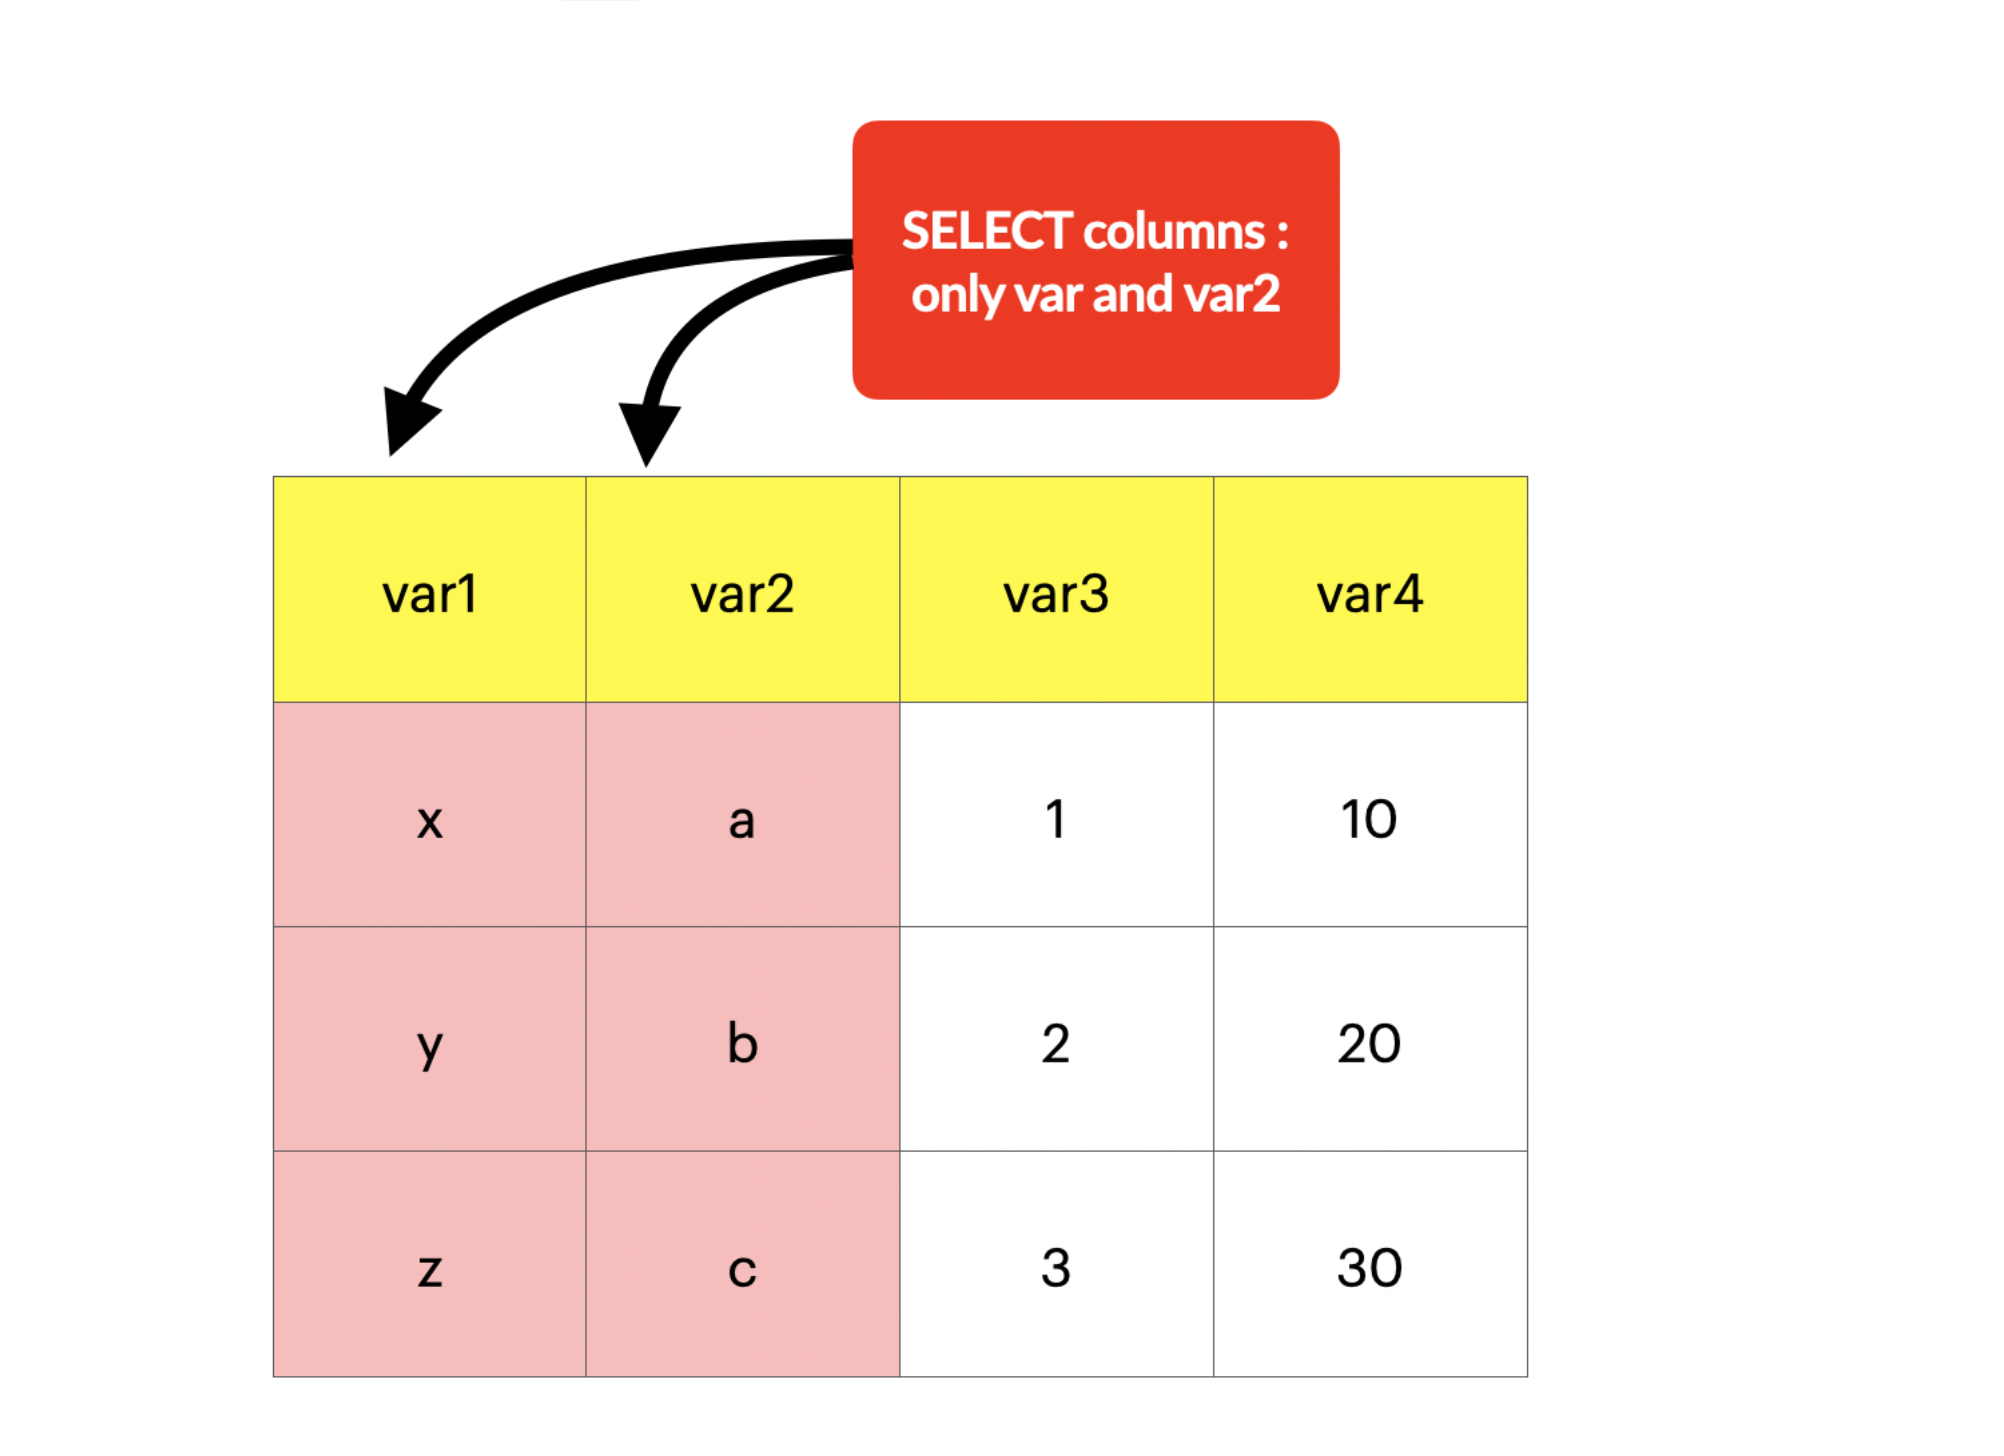 SELECT columns :
only var and var2
var1 var2 var3 var4
x a 1 10
y b 2 20
z c 3 30